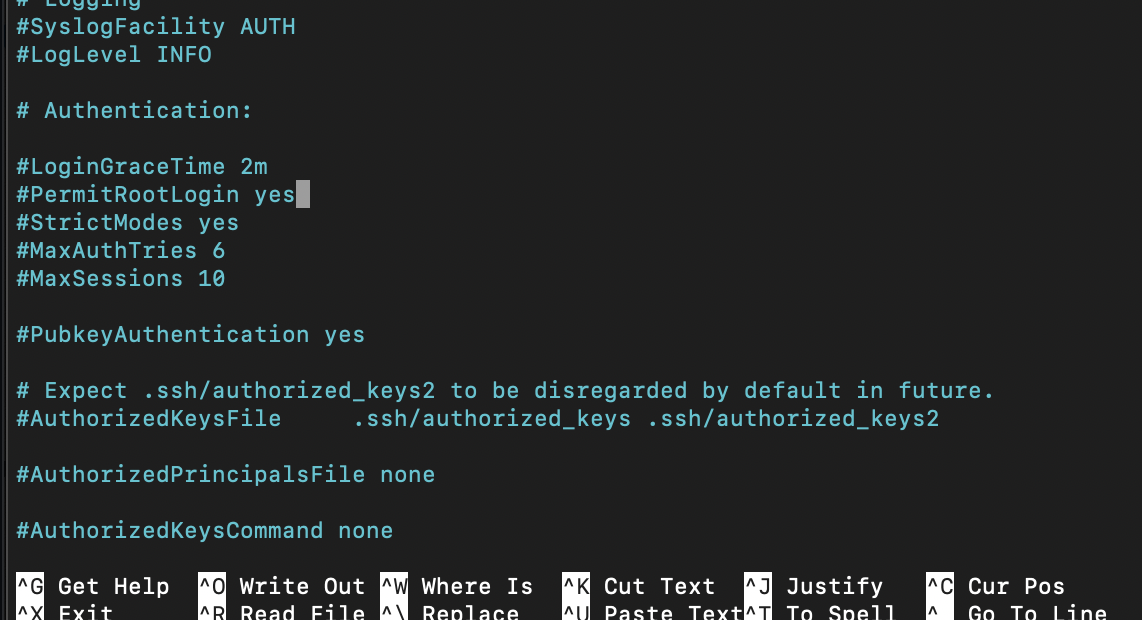 # Logging
#SyslogFacility AUTH
#LogLevel INFO
# Authentication:
#LoginGraceTime 2m
#PermitRootLogin yes
#StrictModes yes
#MaxAuthTries 6
#MaxSessions 10
#PubkeyAuthentication yes
# Expect .ssh/authorized_keys2 to be disregarded by default in future.
#AuthorizedKeysFile     .ssh/authorized_keys .ssh/authorized_keys2
#AuthorizedPrincipalsFile none
#AuthorizedKeysCommand none
^G Get Help  ^O Write Out ^W Where Is  ^K Cut Text  ^J Justify   ^C Cur Pos
^X Exit      ^R Read File ^\ Replace   ^U Paste Text^T To Spell  ^  Go To Line